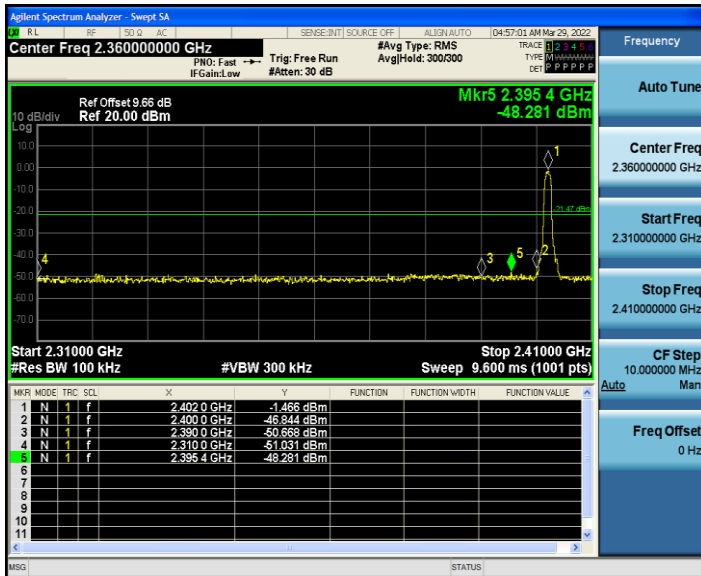 Agilent Spectrum Analyzer - Swept SA
RL RF 50 Ω AC SENSE:INT SOURCE OFF ALIGN AUTO 04:57:01 AM Mar 29, 2022
Center Freq 2.360000000 GHz
PNO: Fast
IFGain:Low
Trig: Free Run
#Atten: 30 dB
#Avg Type: RMS
Avg|Hold: 300/300
TRACE 1 2 3 4 5 6
TYPE M WWWWW
DET P P P P P P
Frequency
Auto Tune
Center Freq
2.360000000 GHz
Start Freq
2.310000000 GHz
Stop Freq
2.410000000 GHz
CF Step
10.000000 MHz
Auto Man
Freq Offset
0 Hz
Mkr5 2.395 4 GHz
-48.281 dBm
Ref Offset 9.66 dB
10 dB/div Ref 20.00 dBm
Log
10.0
0.00
-10.0
-20.0
-30.0
-40.0
-50.0
-60.0
-70.0
1
-21.47 dBm
4
3
5
2
Start 2.31000 GHz Stop 2.41000 GHz
#Res BW 100 kHz #VBW 300 kHz Sweep 9.600 ms (1001 pts)
MKR MODE TRC SCL X Y FUNCTION FUNCTION WIDTH FUNCTION VALUE
1 N 1 f 2.402 0 GHz -1.466 dBm
2 N 1 f 2.400 0 GHz -46.844 dBm
3 N 1 f 2.390 0 GHz -50.668 dBm
4 N 1 f 2.310 0 GHz -51.031 dBm
5 N 1 f 2.395 4 GHz -48.281 dBm
6
7
8
9
10
11
MSG STATUS